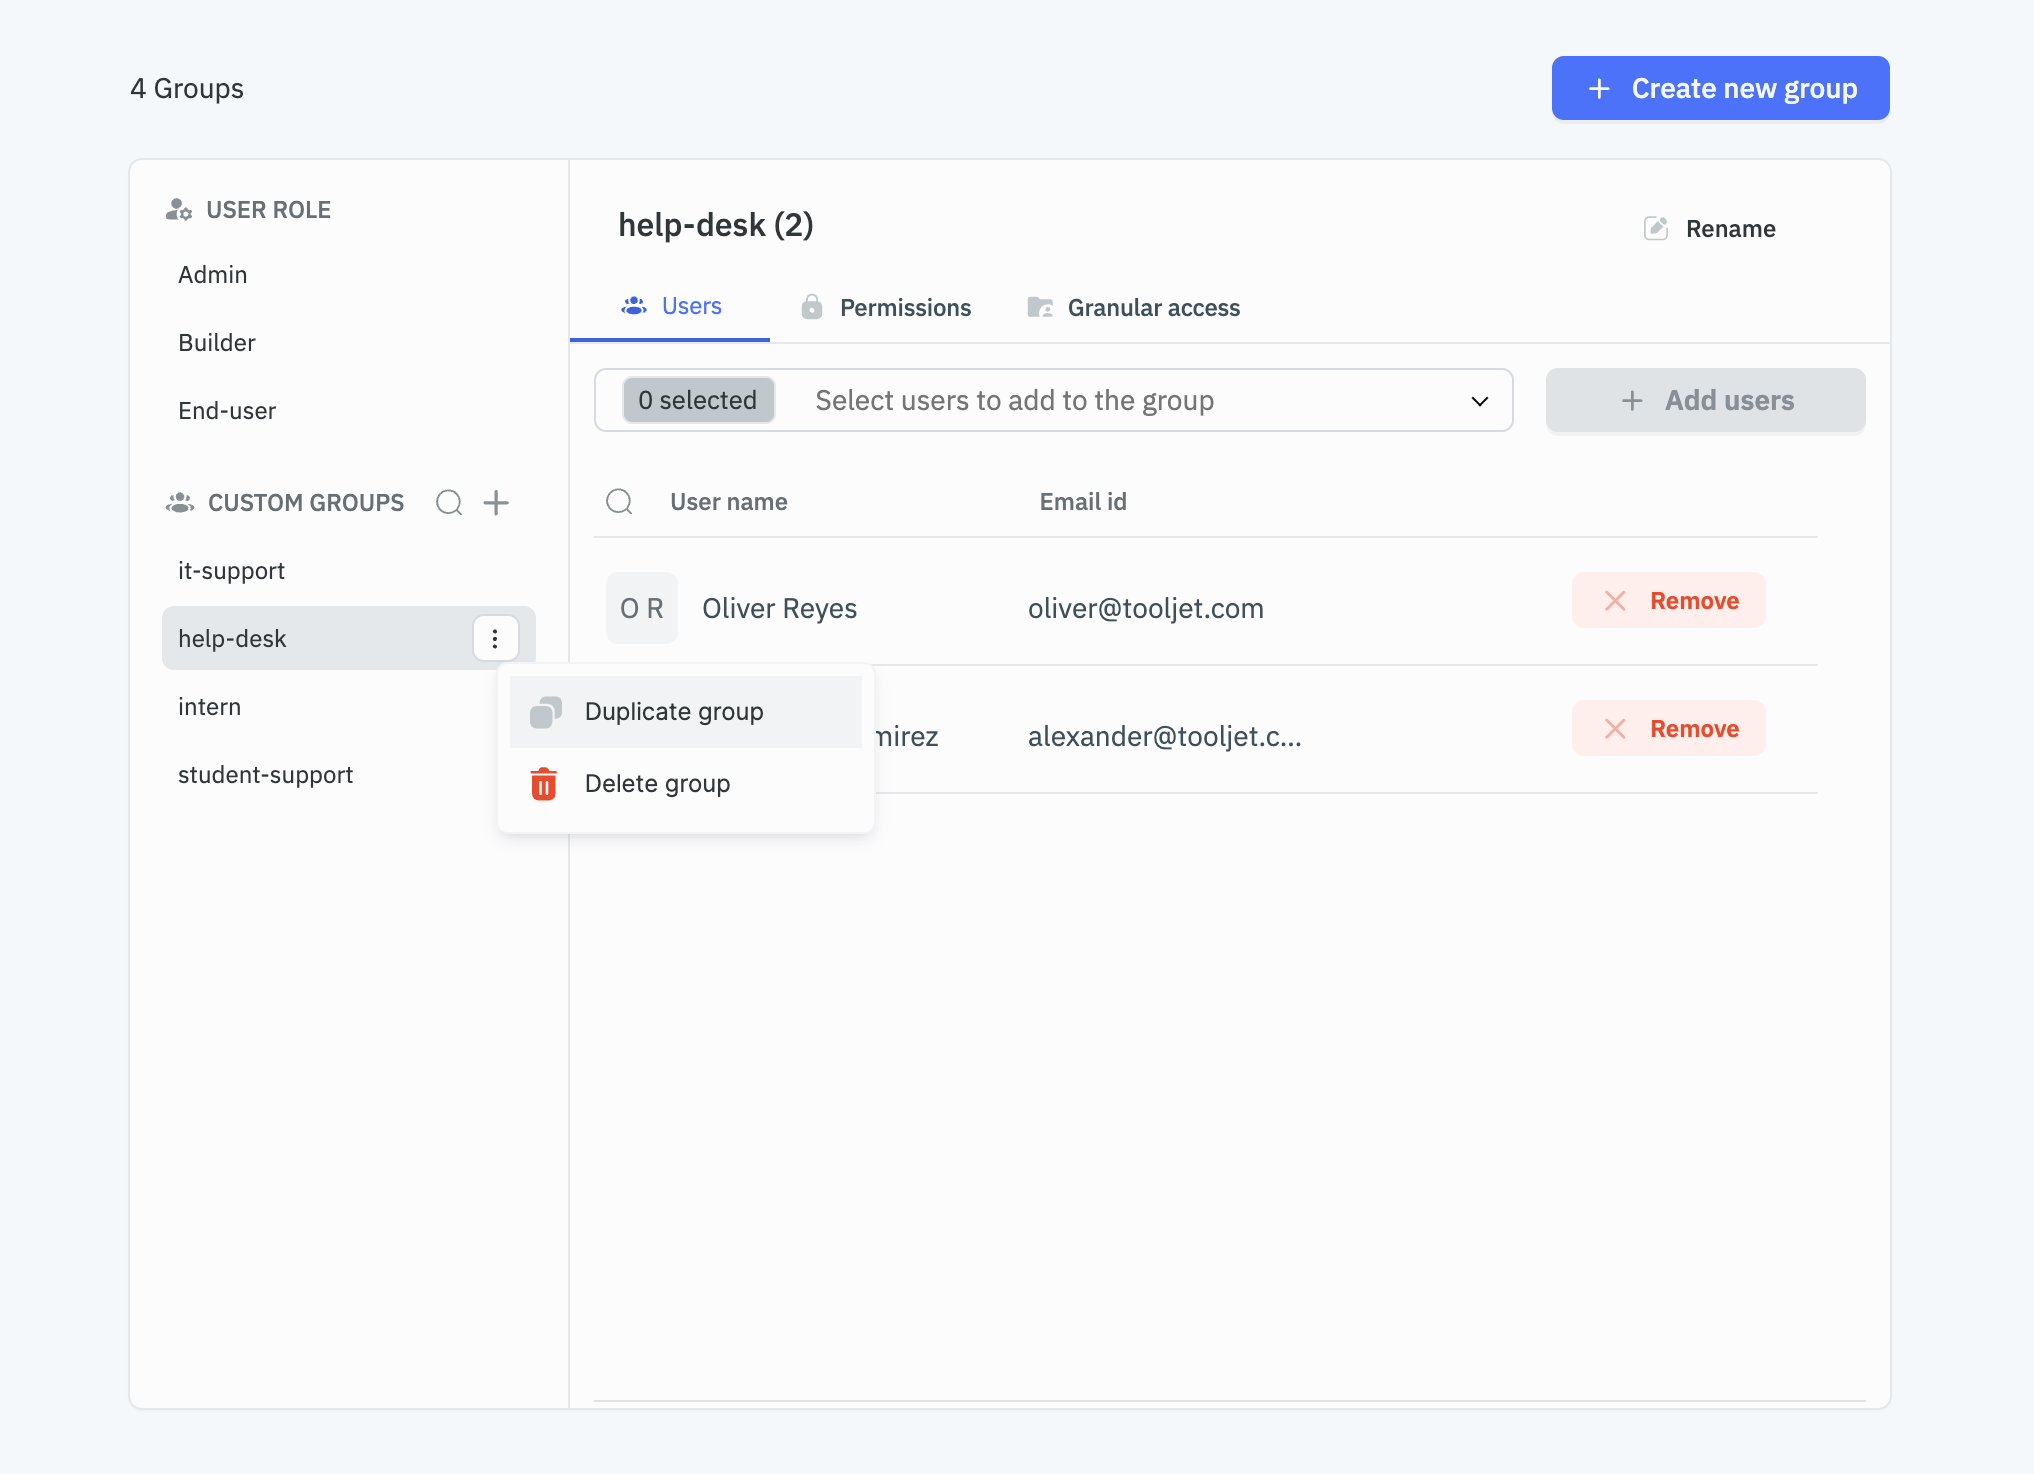 4 Groups
Create new group
USER ROLE
Admin
Builder
End-user
CUSTOM GROUPS
it-support
help-desk
intern
student-support
Duplicate group
Delete group
help-desk (2)
Rename
Users
Permissions
Granular access
0 selected
Select users to add to the group
Add users
User name
Email id
O R
Oliver Reyes
oliver@tooljet.com
Remove
mirez
alexander@tooljet.c...
Remove